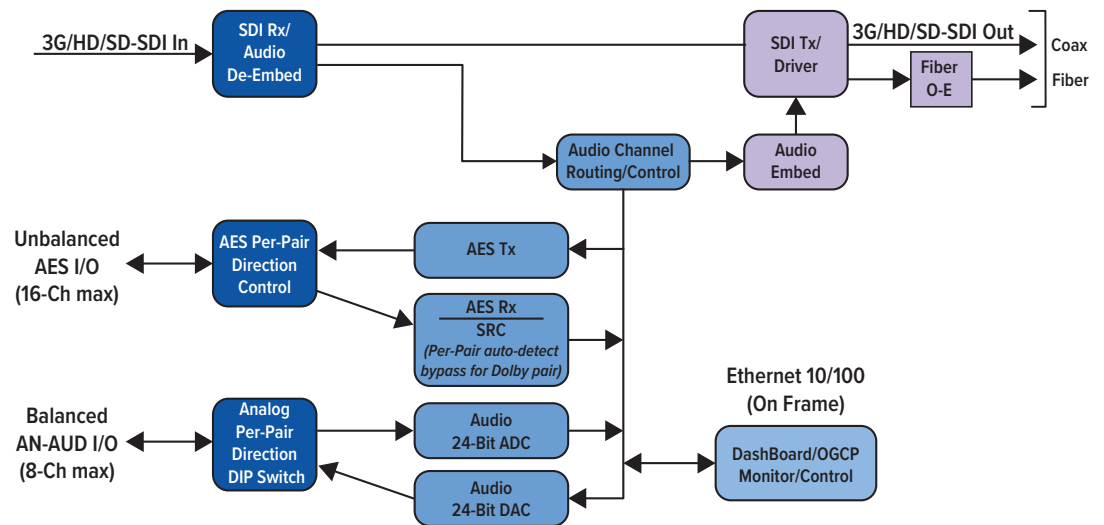 3G/HD/SD-SDI In
SDI Rx/
Audio
De-Embed
SDI Tx/
Driver
3G/HD/SD-SDI Out
Coax
Fiber
O-E
Fiber
Audio Channel
Routing/Control
Audio
Embed
Unbalanced
AES I/O
(16-Ch max)
AES Per-Pair
Direction
Control
AES Tx
AES Rx
SRC
(Per-Pair auto-detect
bypass for Dolby pair)
Balanced
AN-AUD I/O
(8-Ch max)
Analog
Per-Pair
Direction
DIP Switch
Audio
24-Bit ADC
Audio
24-Bit DAC
Ethernet 10/100
(On Frame)
DashBoard/OGCP
Monitor/Control